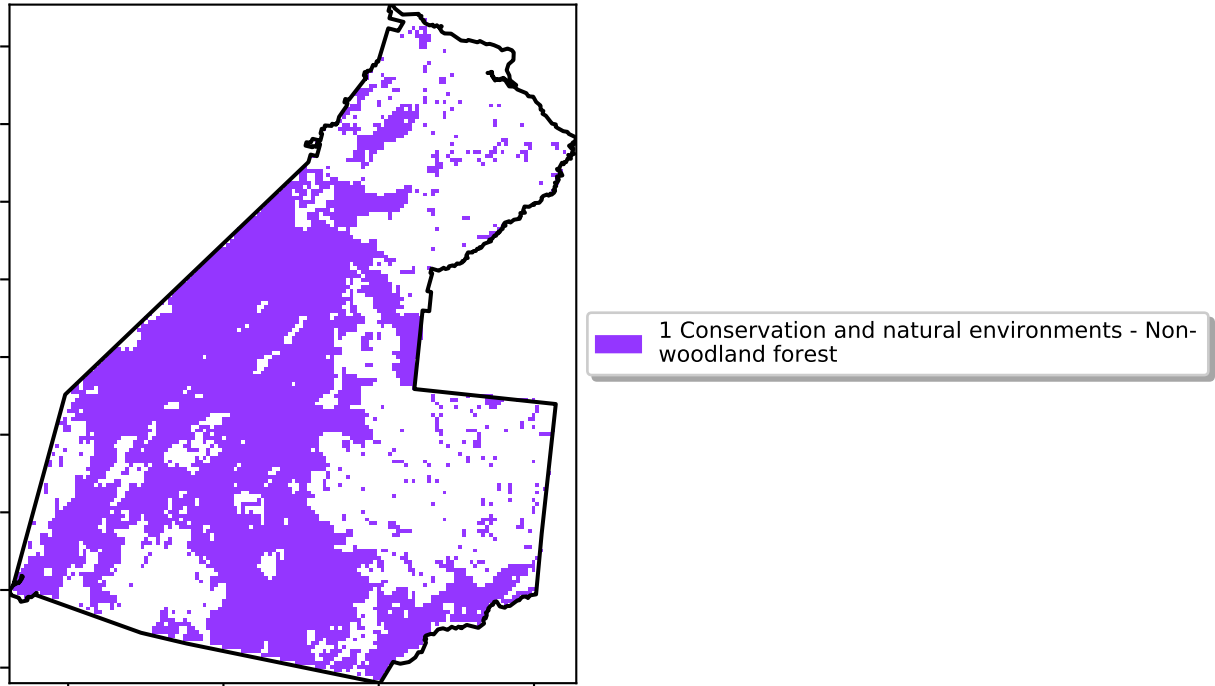 1 Conservation and natural environments - Non-
woodland forest